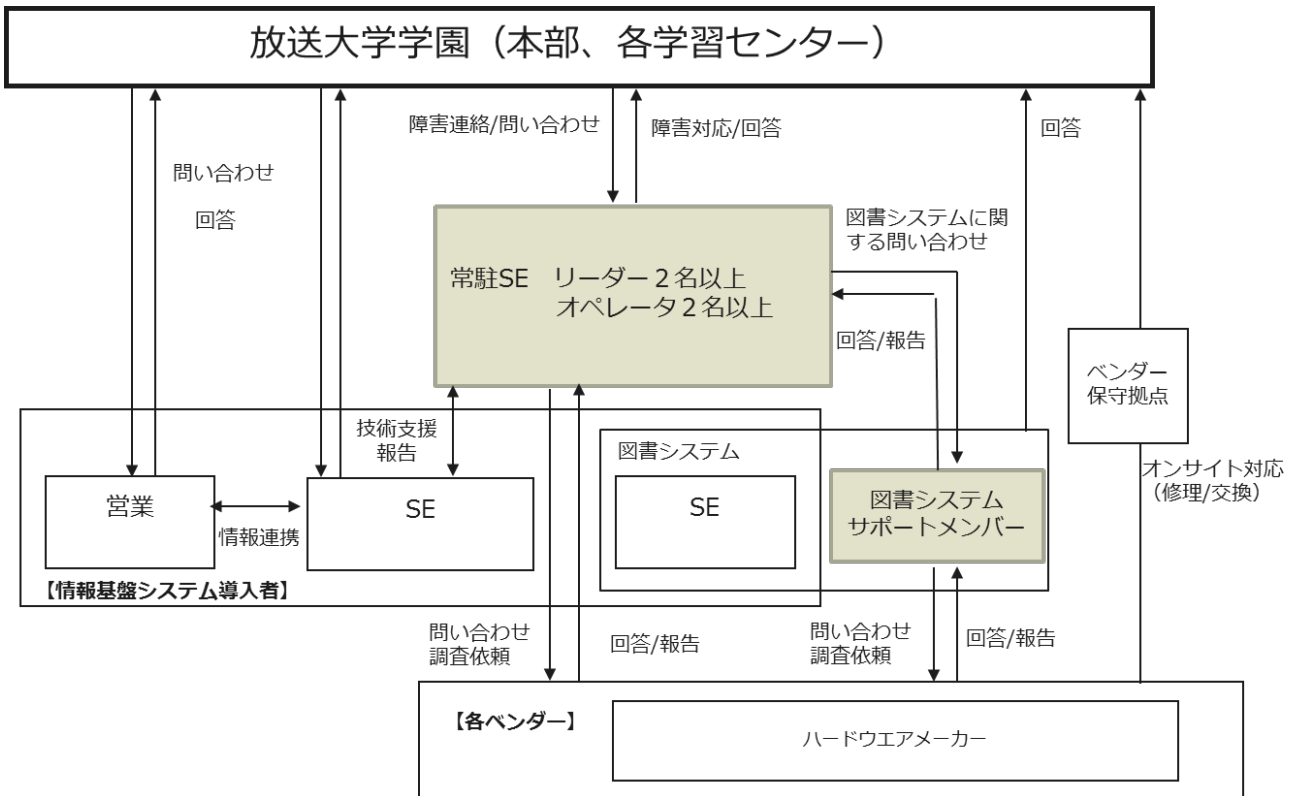 放送大学学園（本部、各学習センター）
障害連絡/問い合わせ
障害対応/回答
回答
問い合わせ
回答
図書システムに関
する問い合わせ
常駐SE　リーダー２名以上
オペレータ２名以上
回答/報告
ベンダー
保守拠点
技術支援
報告
図書システム
オンサイト対応
（修理/交換）
営業
SE
SE
図書システム
サポートメンバー
情報連携
【情報基盤システム導入者】
問い合わせ
調査依頼
回答/報告
問い合わせ
調査依頼
回答/報告
【各ベンダー】
ハードウエアメーカー